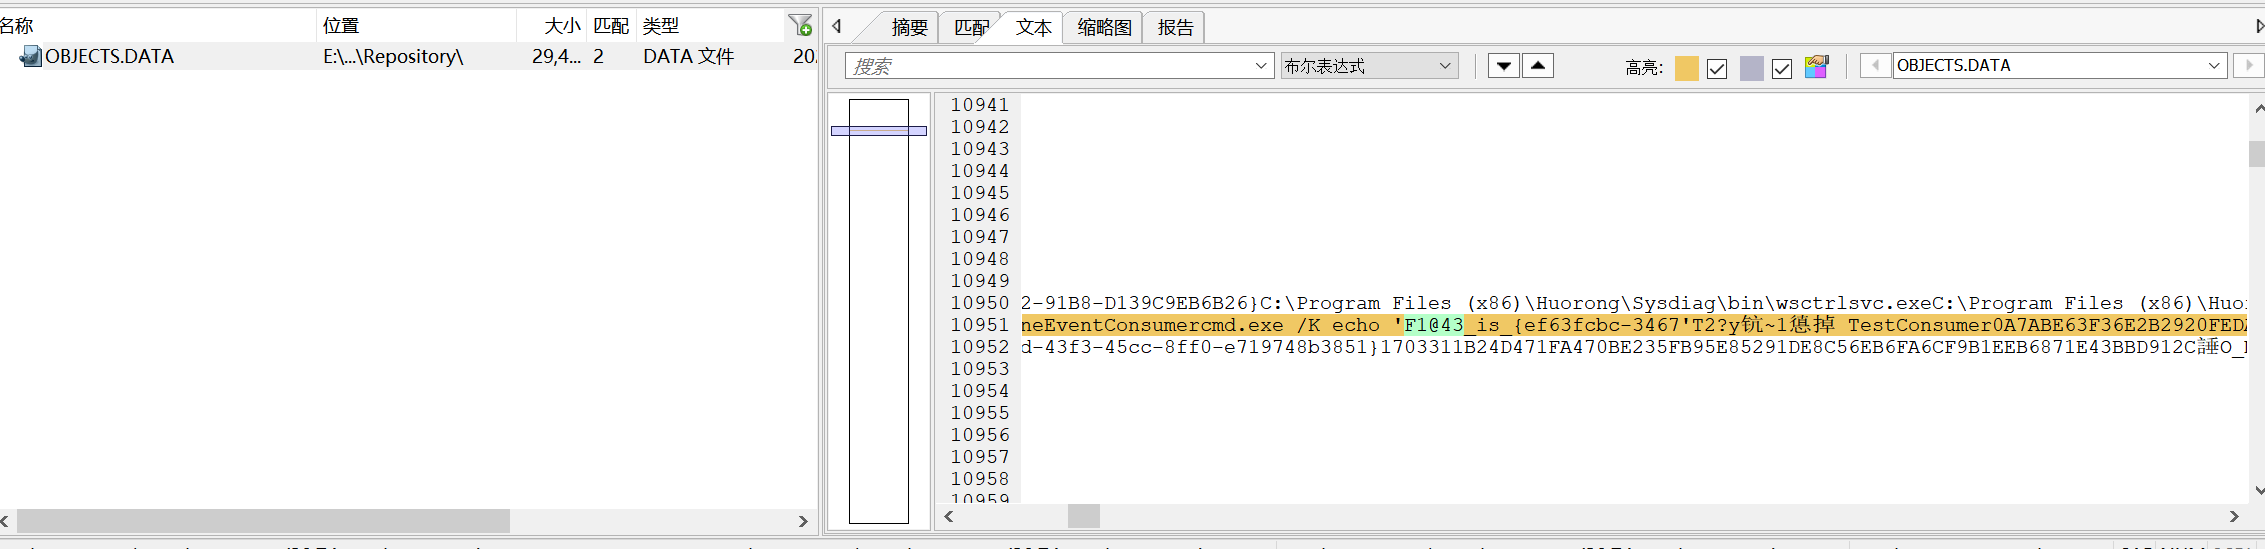 名称 位置 大小 匹配 类型
OBJECTS.DATA E:\...\Repository\ 29,4... 2 DATA 文件 20
摘要 匹配 文本 缩略图 报告
搜索 布尔表达式 高亮: OBJECTS.DATA
10941
10942
10943
10944
10945
10946
10947
10948
10949
10950 2-91B8-D139C9EB6B26}C:\Program Files (x86)\Huorong\Sysdiag\bin\wsctrlsvc.exeC:\Program Files (x86)\Huo
10951 neEventConsumercmd.exe /K echo 'F1@43_is_{ef63fcbc-3467'T2?y钪~1慐掉 TestConsumer0A7ABE63F36E2B2920FEDA
10952 d-43f3-45cc-8ff0-e719748b3851}1703311B24D471FA470BE235FB95E85291DE8C56EB6FA6CF9B1EEB6871E43BBD912C諈O_
10953
10954
10955
10956
10957
10958
10959